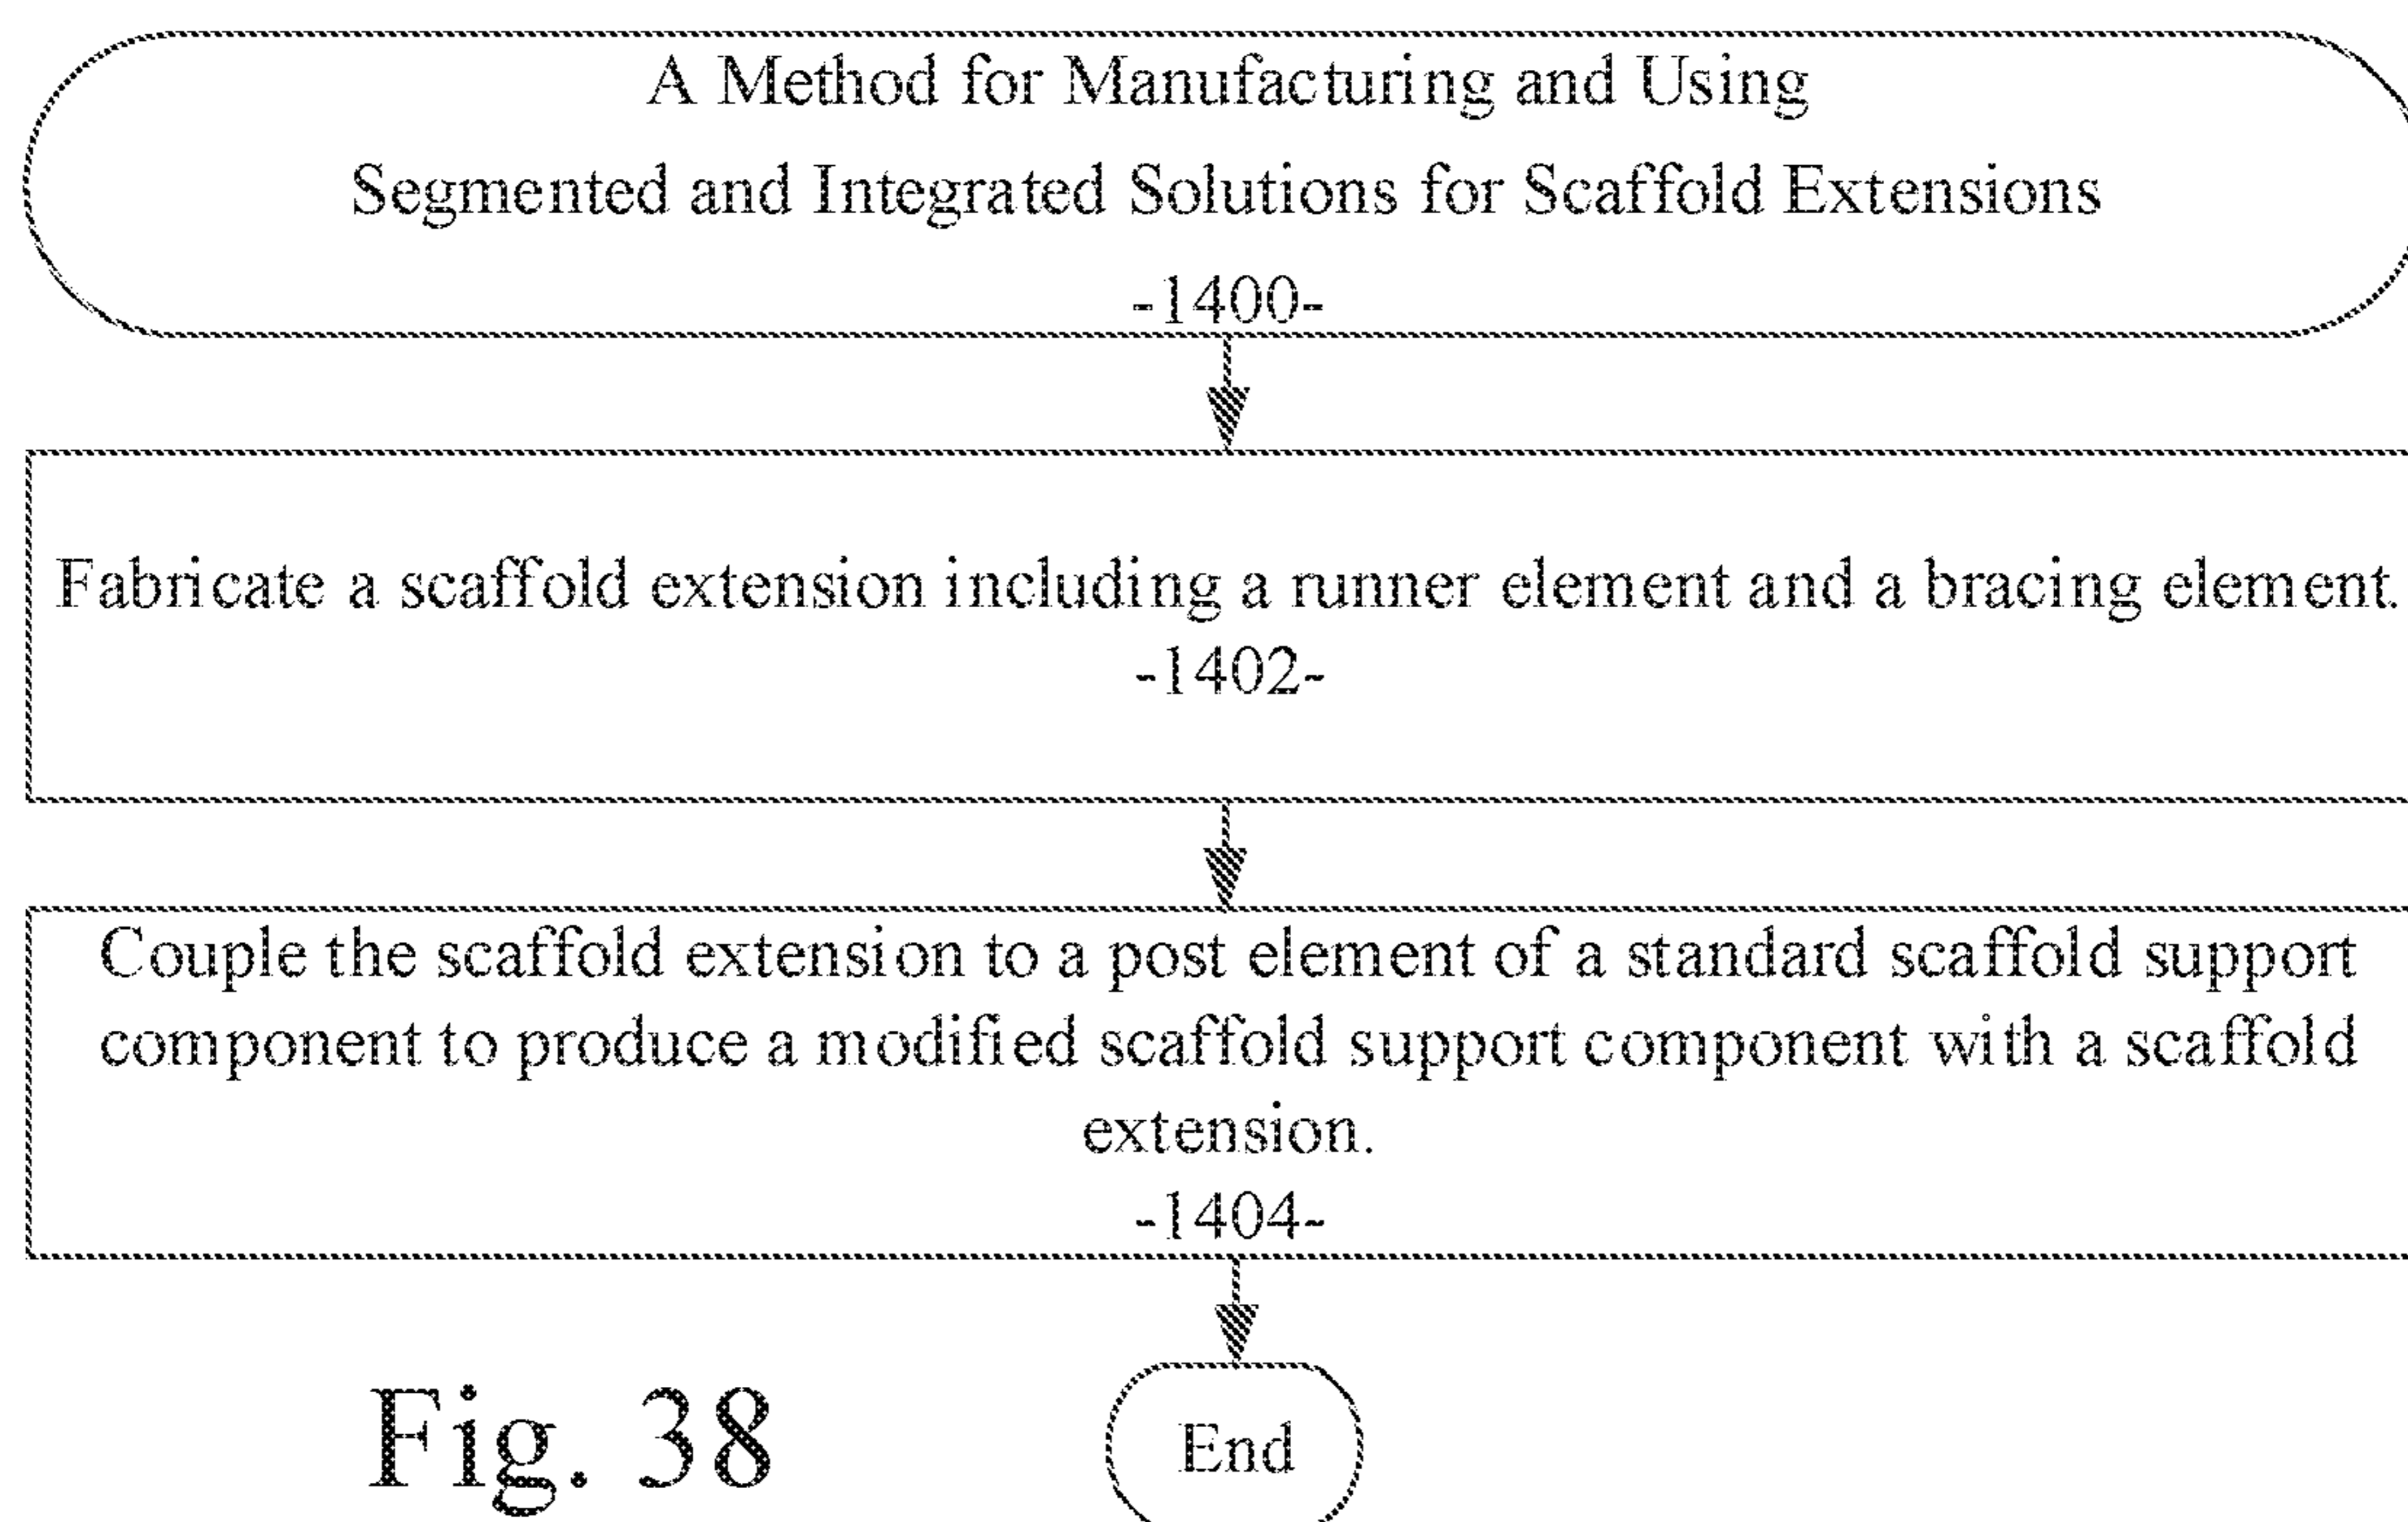 A Method for Manufacturing and Using
Segmented and Integrated Solutions for Scaffold Extensions
-1400-
Fabricate a scaffold extension including a runner element and a bracing element.
-1402-
Couple the scaffold extension to a post element of a standard scaffold support
component to produce a modified scaffold support component with a scaffold
extension.
-1404-
Fig. 38
End